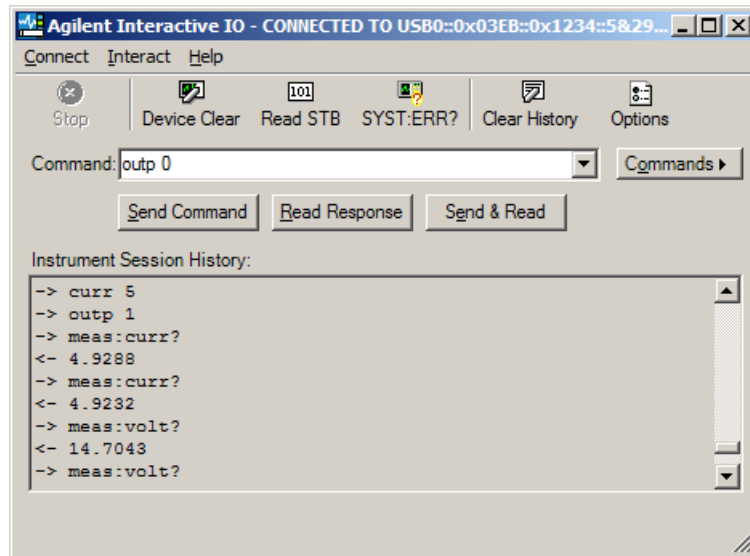 Agilent Interactive IO - CONNECTED TO USB0::0x03EB::0x1234::5&29...
Connect Interact Help
Stop Device Clear Read STB SYST:ERR? Clear History Options
Command: outp 0 Commands
Send Command Read Response Send & Read
Instrument Session History:
-> curr 5
-> outp 1
-> meas:curr?
<- 4.9288
-> meas:curr?
<- 4.9232
-> meas:volt?
<- 14.7043
-> meas:volt?